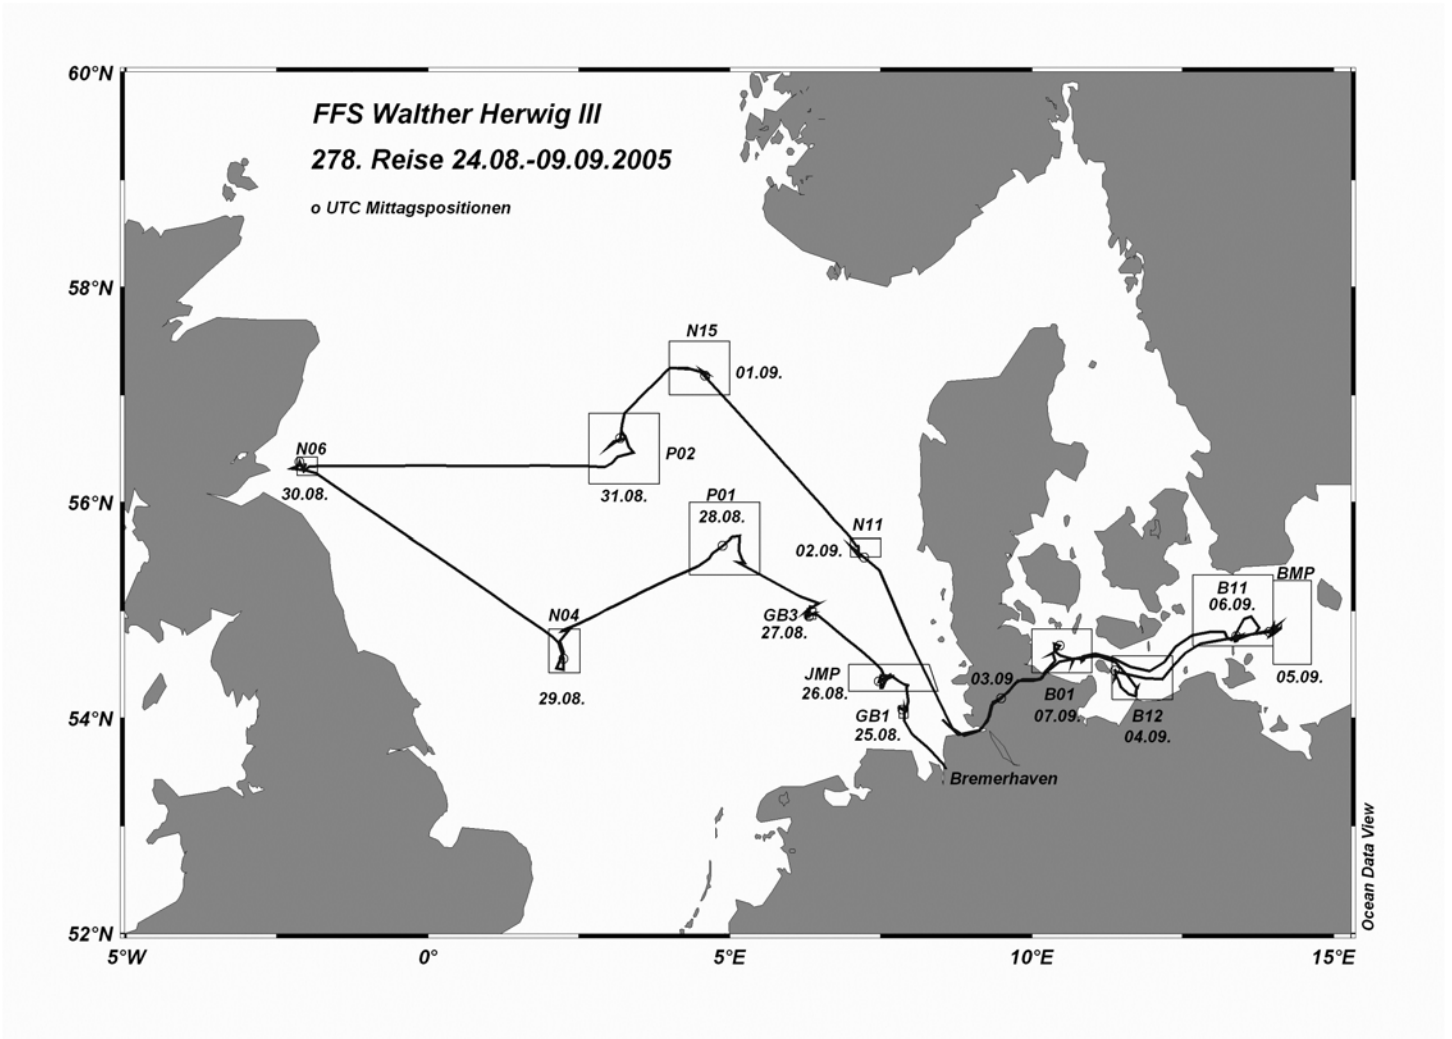 60°N
FFS Walther Herwig III
278. Reise 24.08.-09.09.2005
o UTC Mittagspositionen
58°N
N15
01.09.
N06
30.08.
P02
31.08.
56°N
P01
28.08.
N11
02.09.
BMP
B11
06.09.
N04
GB3
27.08.
JMP
26.08.
03.09.
05.09.
29.08.
B01
07.09.
54°N
GB1
25.08.
B12
04.09.
Bremerhaven
Ocean Data View
52°N
5°W
0°
5°E
10°E
15°E